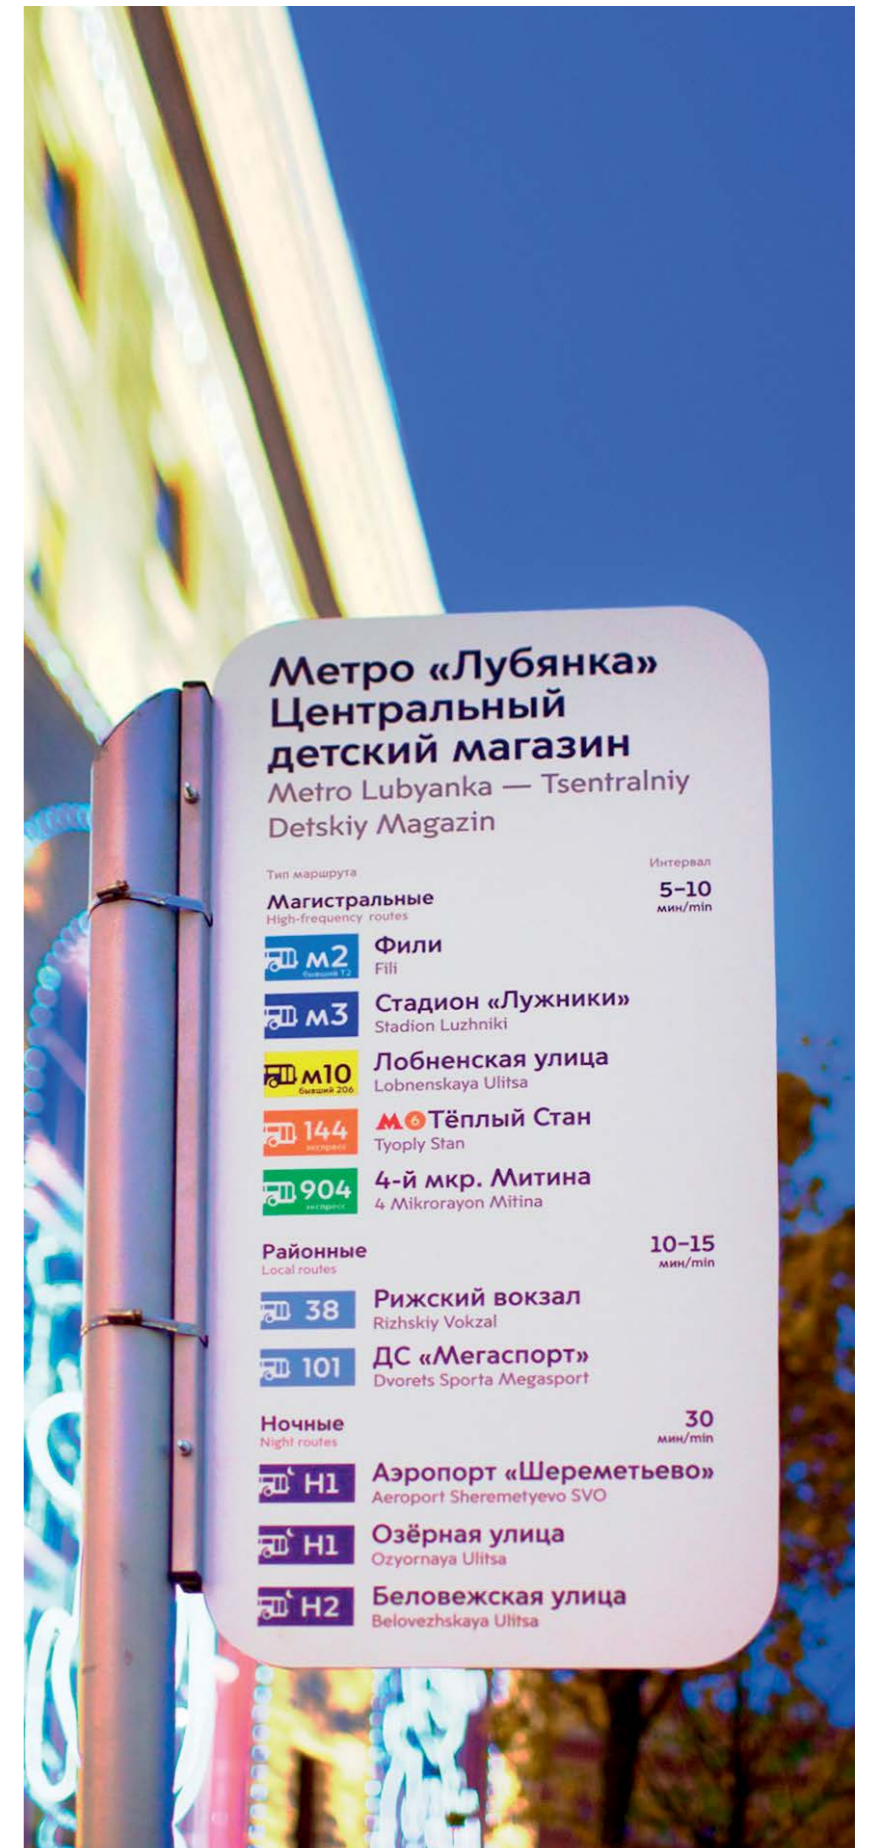 Метро «Лубянка»
Центральный
детский магазин
Metro Lubyanka — Tsentralniy
Detskiy Magazin
Тип маршрута Интервал
Магистральные 5–10
High-frequency routes мин/min
м2 Фили
бывший Т2 Fili
м3 Стадион «Лужники»
Stadion Luzhniki
м10 Лобненская улица
бывший 206 Lobnenskaya Ulitsa
144 М 6 Тёплый Стан
экспресс Tyoply Stan
904 4-й мкр. Митина
экспресс 4 Mikrorayon Mitina
Районные 10–15
Local routes мин/min
38 Рижский вокзал
Rizhskiy Vokzal
101 ДС «Мегаспорт»
Dvorets Sporta Megasport
Ночные 30
Night routes мин/min
Н1 Аэропорт «Шереметьево»
Aeroport Sheremetyevo SVO
Н1 Озёрная улица
Ozyornaya Ulitsa
Н2 Беловежская улица
Belovezhskaya Ulitsa